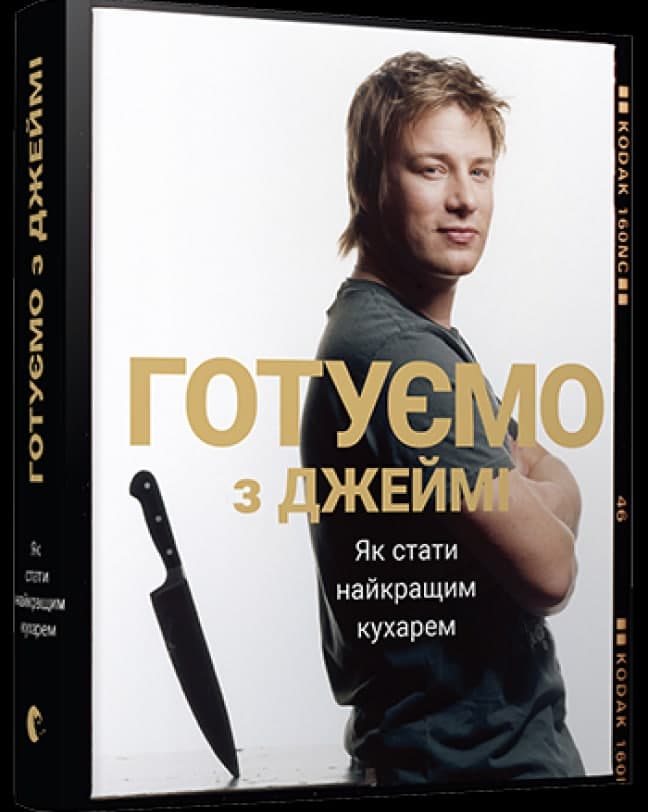 ГОТУЄМО з ДЖЕЙМІ
Як
стати
найкращим
кухарем
ГОТУЄМО
з ДЖЕЙМІ
Як стати
найкращим
кухарем
KODAK 160NC
46
KODAK 160